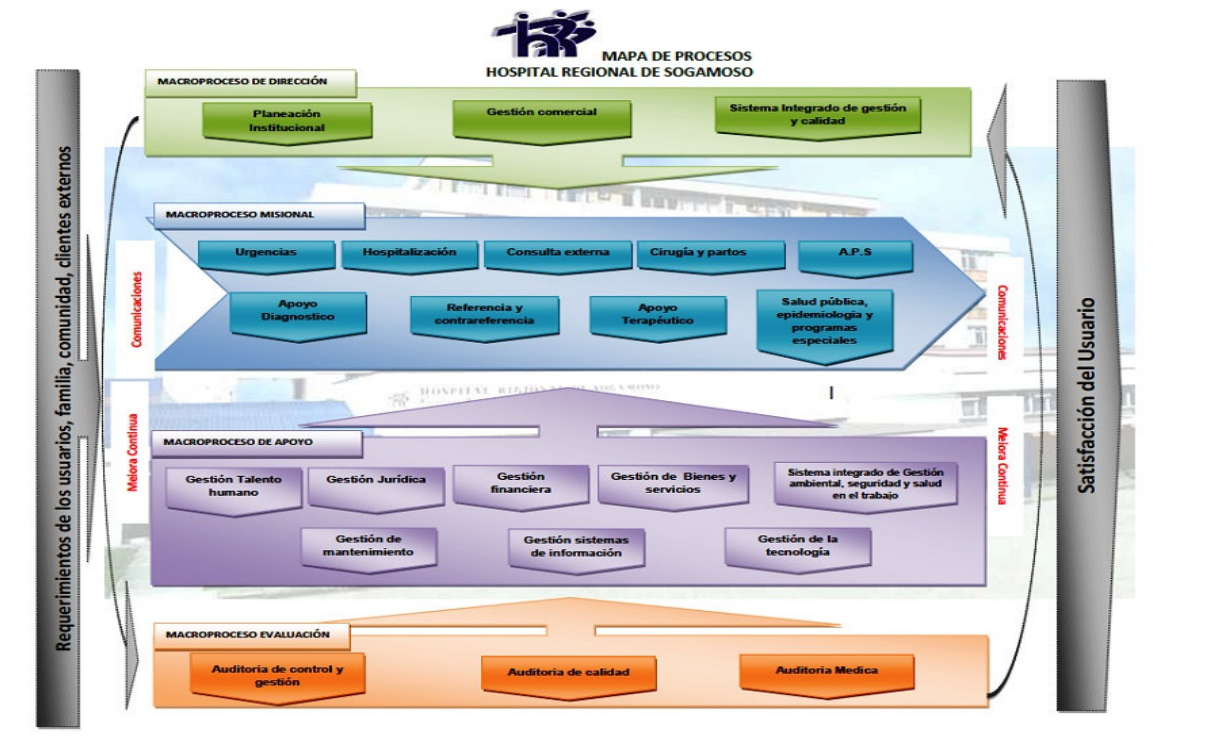 MAPA DE PROCESOS
HOSPITAL REGIONAL DE SOGAMOSO
Requerimientos de los usuarios, familia, comunidad, clientes externos
MACROPROCESO DE DIRECCIÓN
Planeación
Institucional
Gestión comercial
Sistema Integrado de gestión
y calidad
MACROPROCESO MISIONAL
Urgencias
Hospitalización
Consulta externa
Cirugía y partos
A.P.S
Apoyo
Diagnostico
Referencia y
contrareferencia
Apoyo
Terapéutico
Salud pública,
epidemiología y
programas
especiales
Comunicaciones
Comunicaciones
HOSPITAL REGIONAL DE SOGAMOSO
Mejora Continua
Mejora Continua
MACROPROCESO DE APOYO
Gestión Talento
humano
Gestión Jurídica
Gestión
financiera
Gestión de Bienes y
servicios
Sistema integrado de Gestión
ambiental, seguridad y salud
en el trabajo
Gestión de
mantenimiento
Gestión sistemas
de información
Gestión de la
tecnología
MACROPROCESO EVALUACIÓN
Auditoria de control y
gestión
Auditoria de calidad
Auditoria Medica
Satisfacción del Usuario